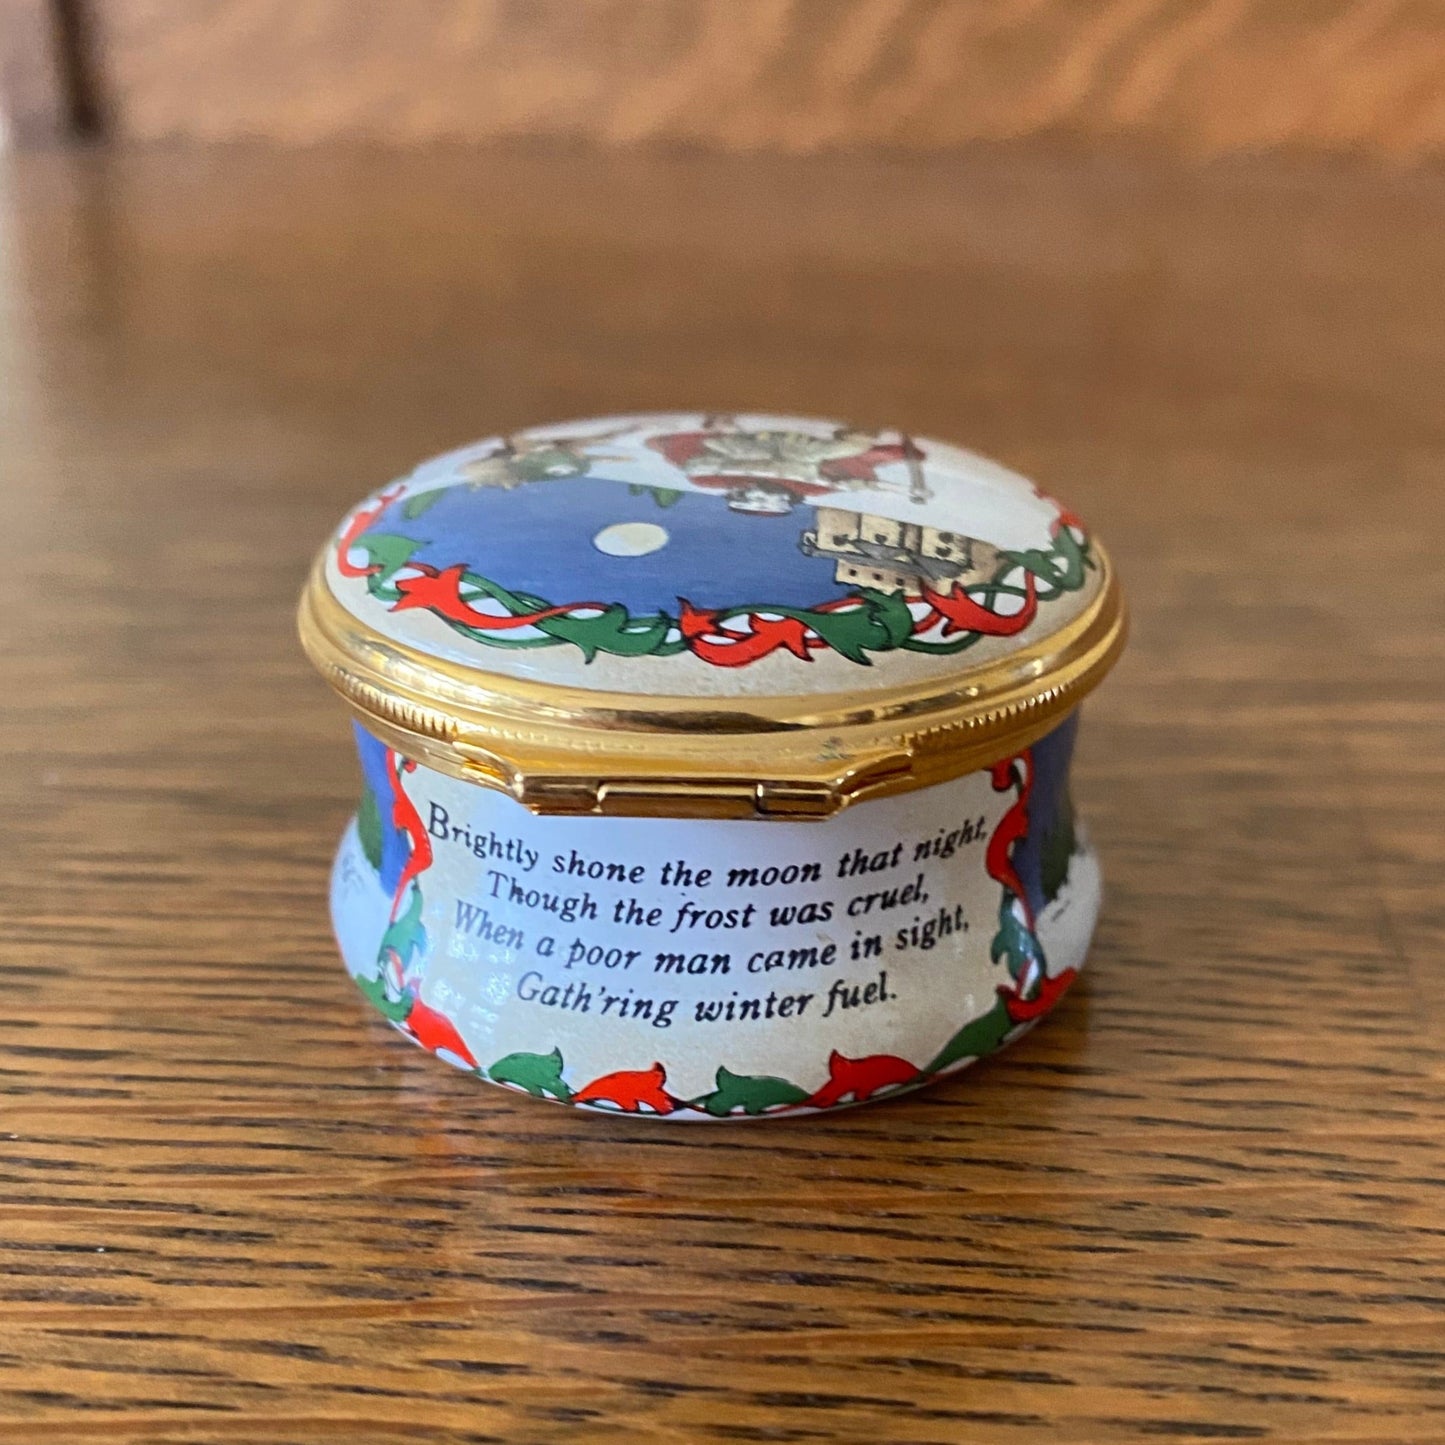 Brightly shone the moon that night,
Though the frost was cruel,
When a poor man came in sight,
Gath'ring winter fuel.